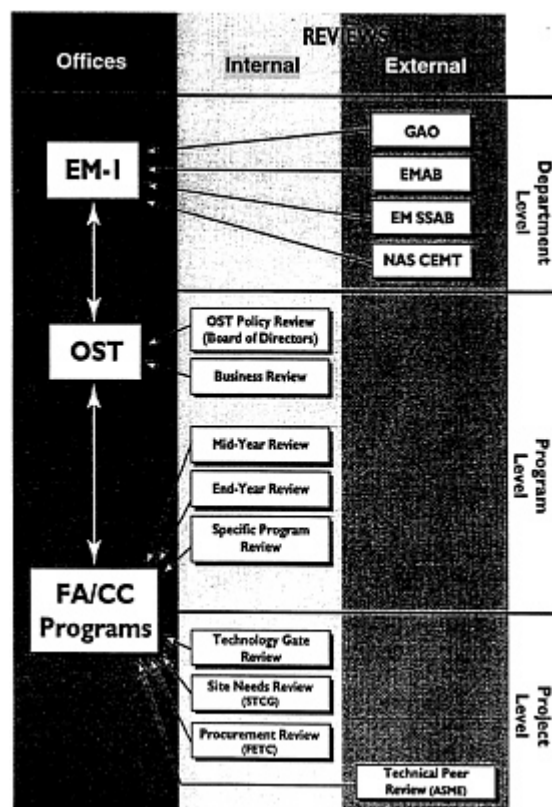 REVIEWS
Offices
Internal
External
GAO
EM-1
EMAB
EM SSAB
NAS CEMT
Department
Level
OST Policy Review
(Board of Directors)
OST
Business Review
Mid-Year Review
End-Year Review
Specific Program
Review
Program
Level
FA/CC
Programs
Technology Gate
Review
Site Needs Review
(STCG)
Procurement Review
(FETC)
Technical Peer
Review (ASME)
Project
Level